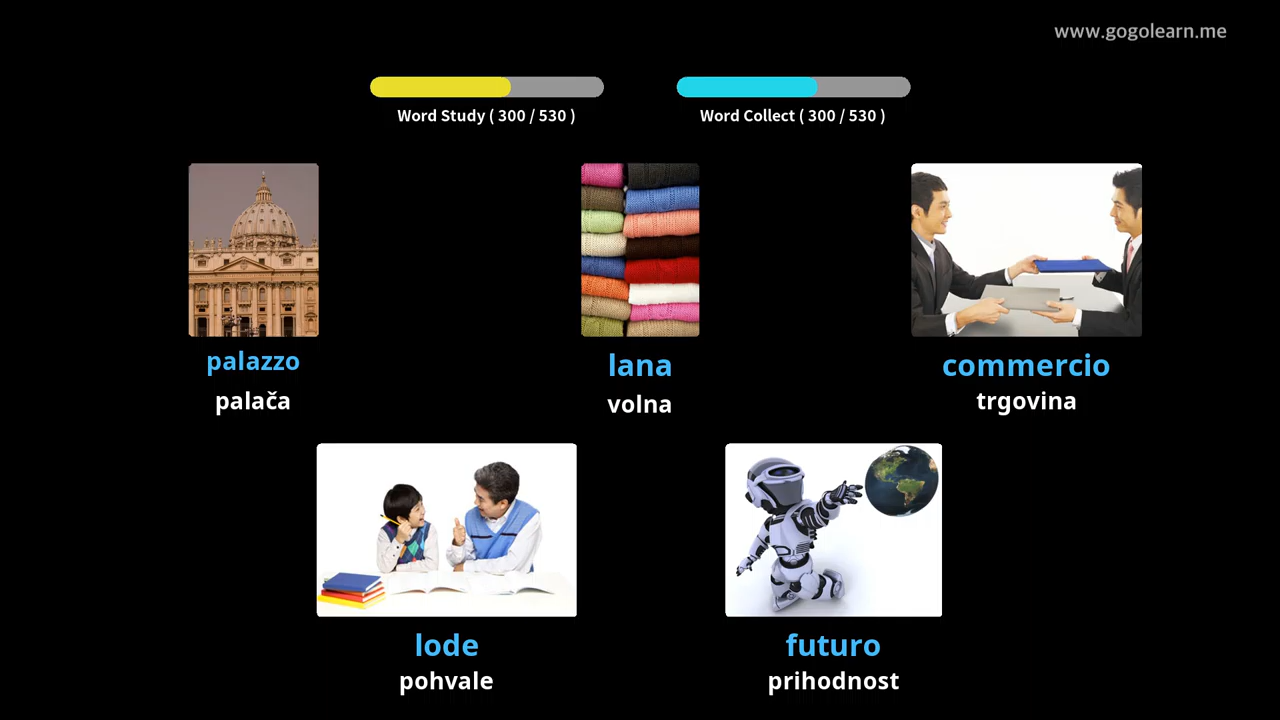 www.gogolearn.me
Word Study ( 300 / 530 )
Word Collect ( 300 / 530 )
palazzo
palača
lana
volna
commercio
trgovina
lode
pohvale
futuro
prihodnost